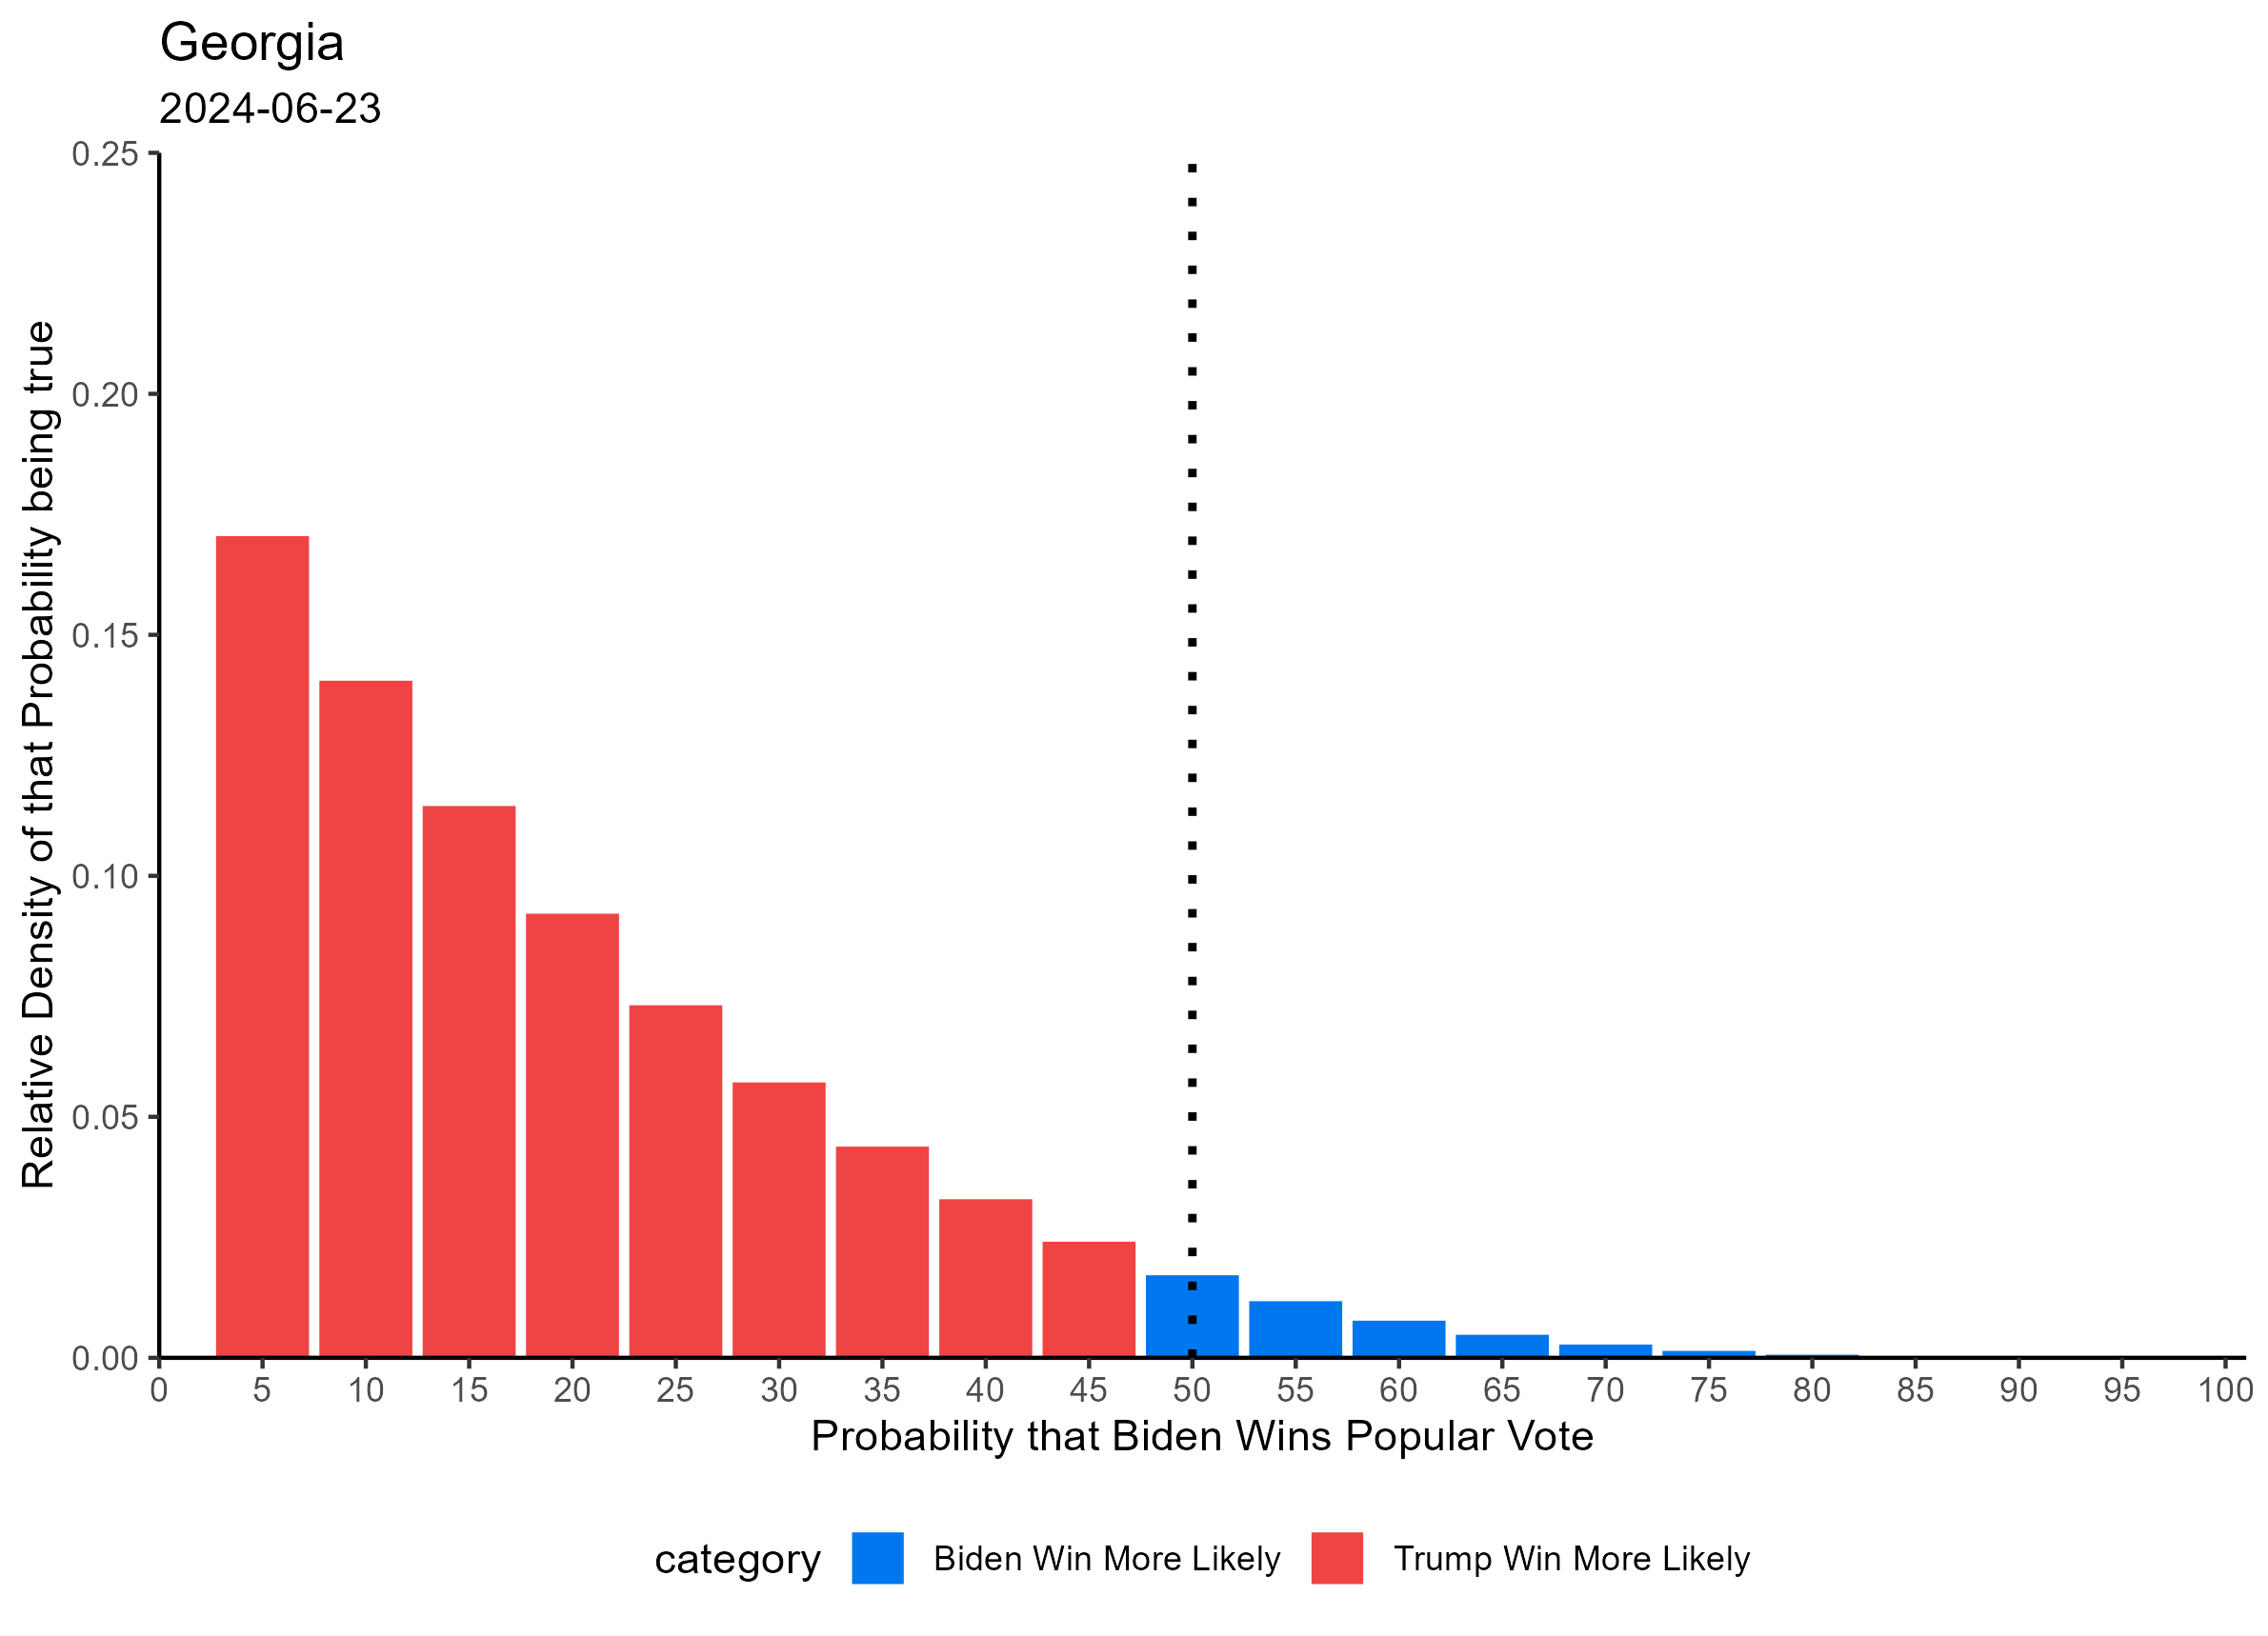 Georgia
2024-06-23
Relative Density of that Probability being true
0.25
0.20
0.15
0.10
0.05
0.00
0 5 10 15 20 25 30 35 40 45 50 55 60 65 70 75 80 85 90 95 100
Probability that Biden Wins Popular Vote
category Biden Win More Likely Trump Win More Likely